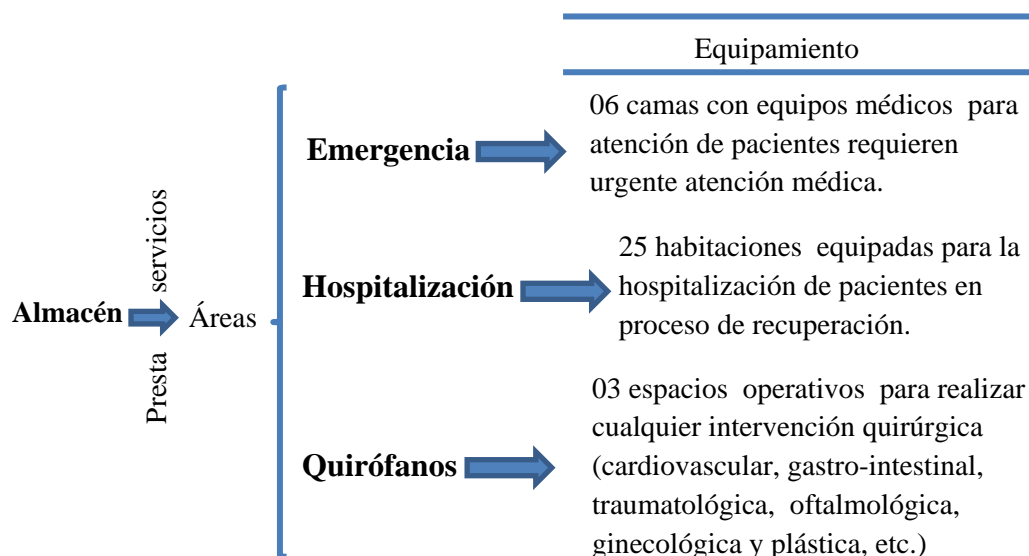 Equipamiento
Almacén
Presta servicios
Áreas
Emergencia
06 camas con equipos médicos para
atención de pacientes requieren
urgente atención médica.
Hospitalización
25 habitaciones equipadas para la
hospitalización de pacientes en
proceso de recuperación.
Quirófanos
03 espacios operativos para realizar
cualquier intervención quirúrgica
(cardiovascular, gastro-intestinal,
traumatológica, oftalmológica,
ginecológica y plástica, etc.)